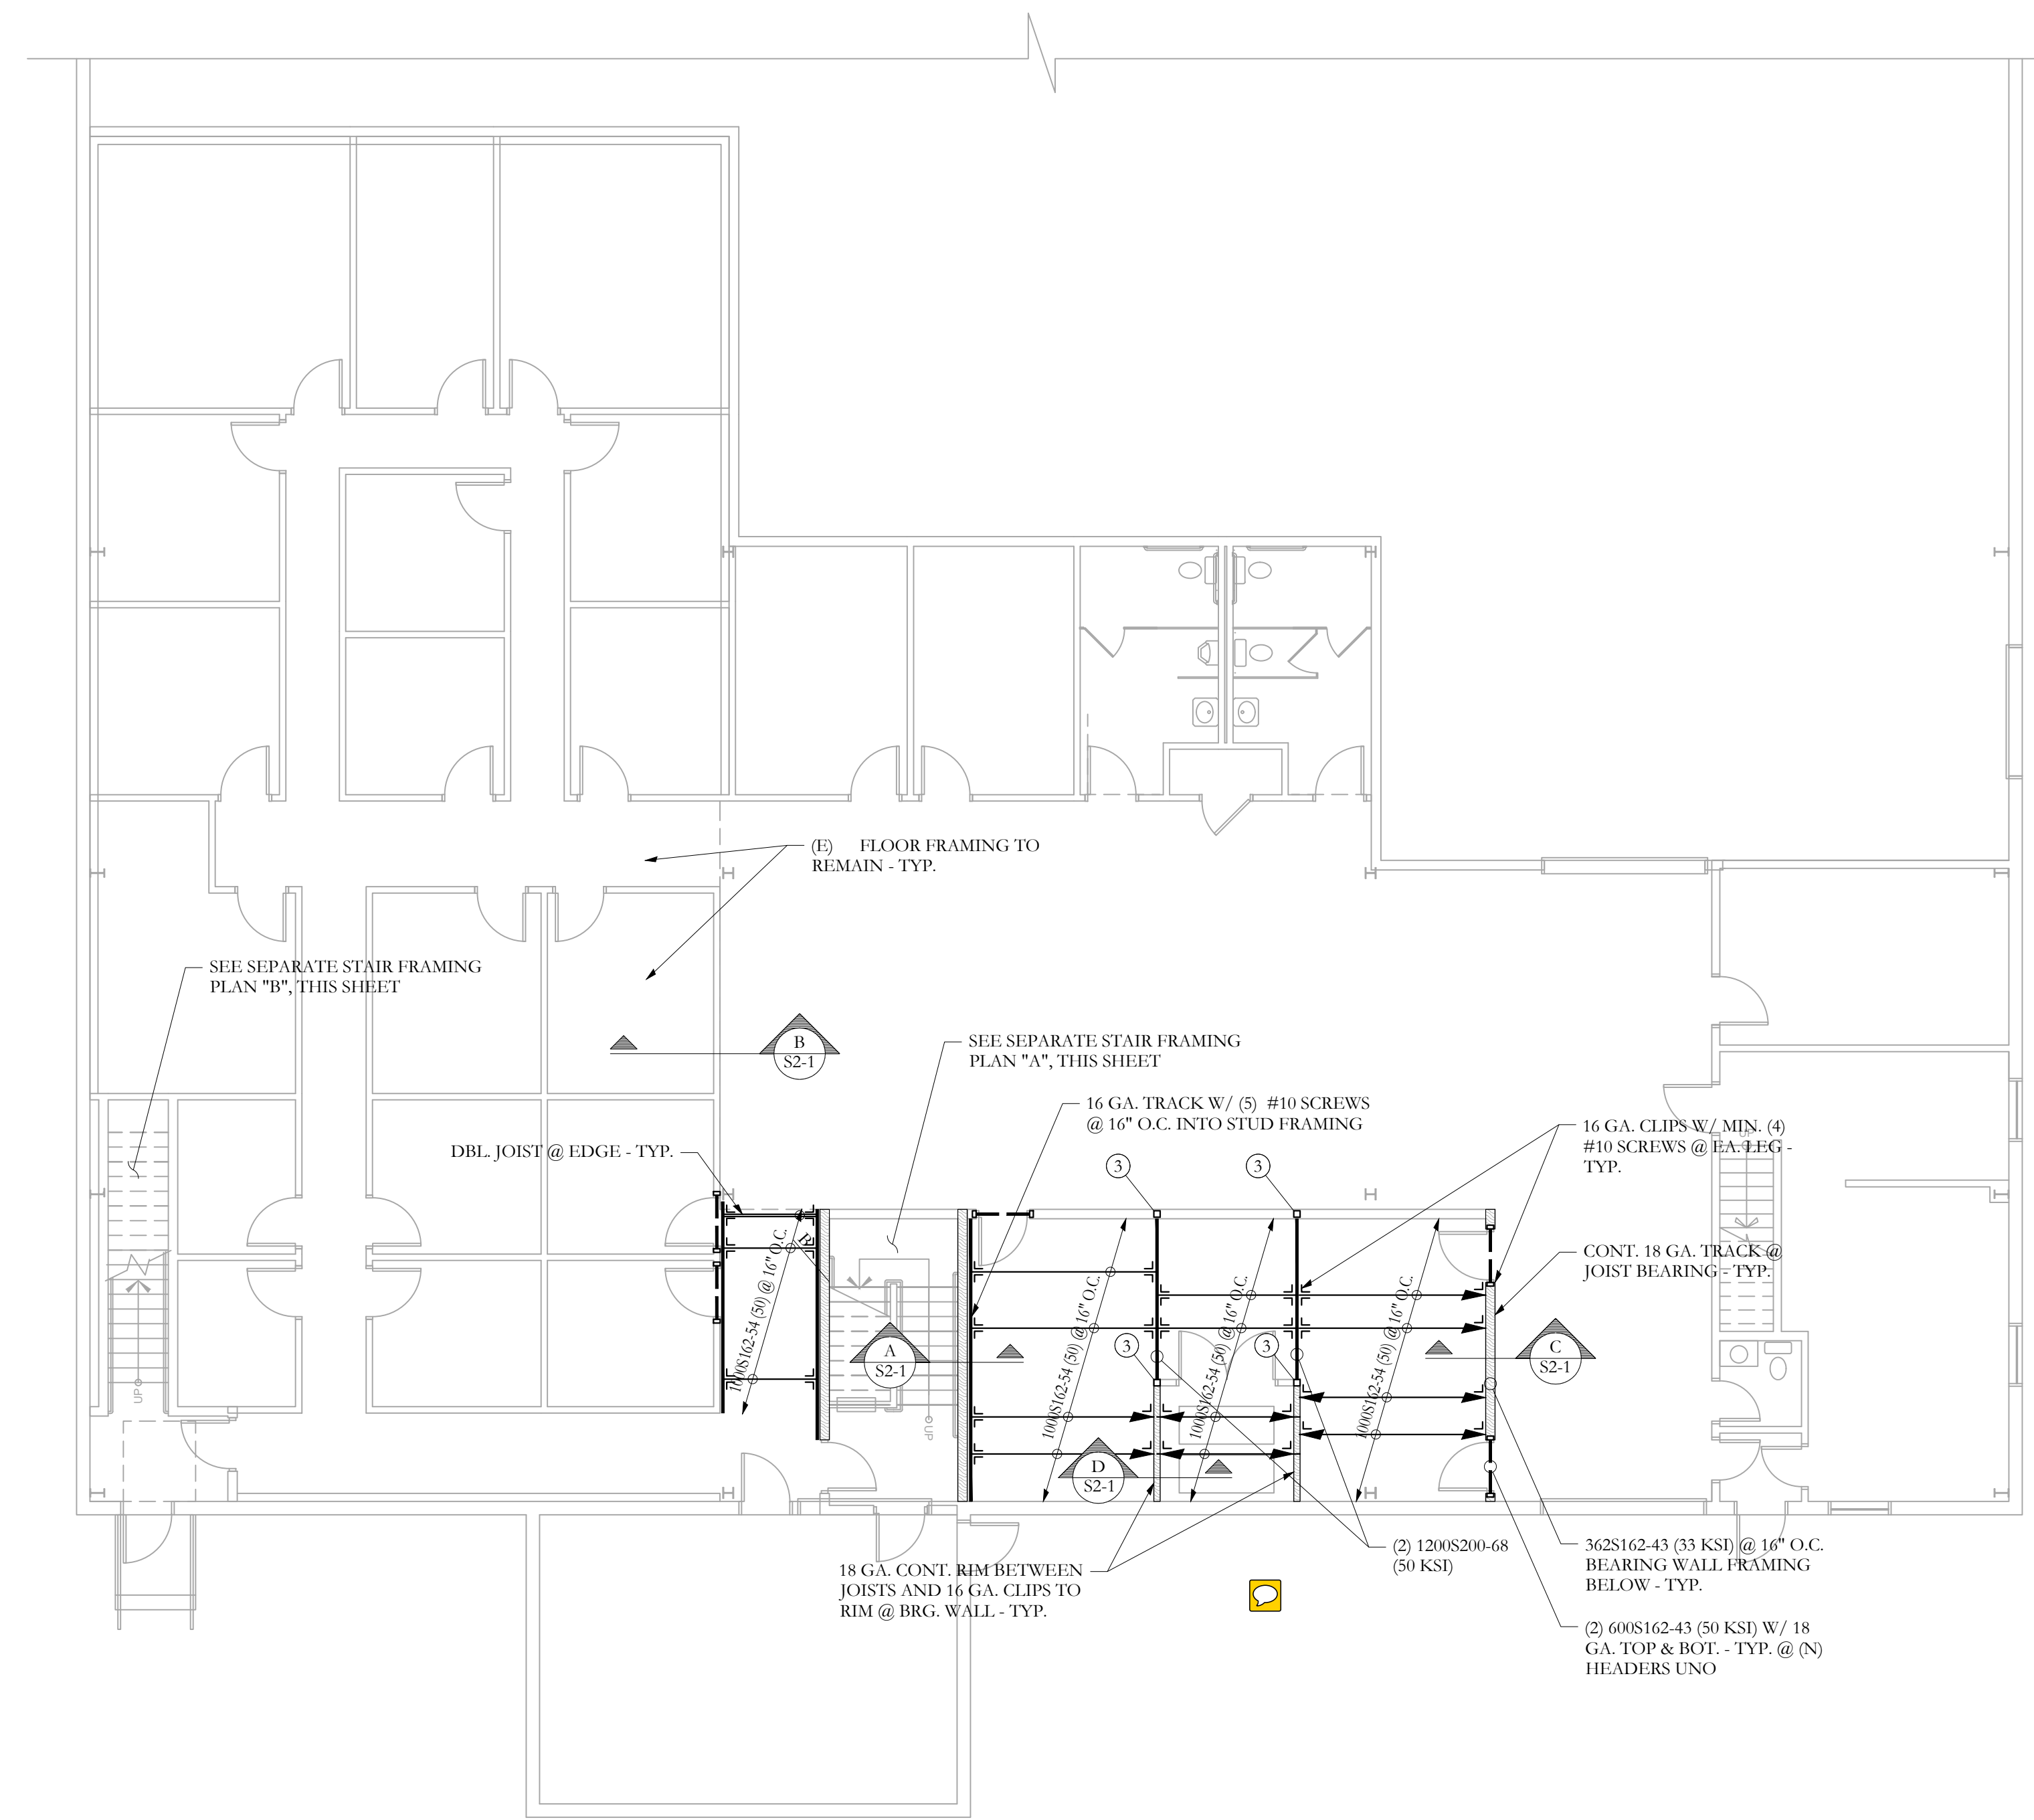 (E) FLOOR FRAMING TO
REMAIN - TYP.
SEE SEPARATE STAIR FRAMING
PLAN "B", THIS SHEET
B
S2-1
SEE SEPARATE STAIR FRAMING
PLAN "A", THIS SHEET
16 GA. TRACK W/ (5) #10 SCREWS
@ 16" O.C. INTO STUD FRAMING
16 GA. CLIPS W/ MIN. (4)
#10 SCREWS @ EA. LEG -
TYP.
UP
DBL. JOIST @ EDGE - TYP.
3
3
B
CONT. 18 GA. TRACK @
JOIST BEARING - TYP.
1000S162-54 (50) @ 16" O.C.
1000S162-54 (50) @ 16" O.C.
1000S162-54 (50) @ 16" O.C.
1000S162-54 (50) @ 16" O.C.
A
S2-1
3
3
C
S2-1
UP
UP
D
S2-1
(2) 1200S200-68
(50 KSI)
362S162-43 (33 KSI) @ 16" O.C.
BEARING WALL FRAMING
BELOW - TYP.
18 GA. CONT. RIM BETWEEN
JOISTS AND 16 GA. CLIPS TO
RIM @ BRG. WALL - TYP.
(2) 600S162-43 (50 KSI) W/ 18
GA. TOP & BOT. - TYP. @ (N)
HEADERS UNO